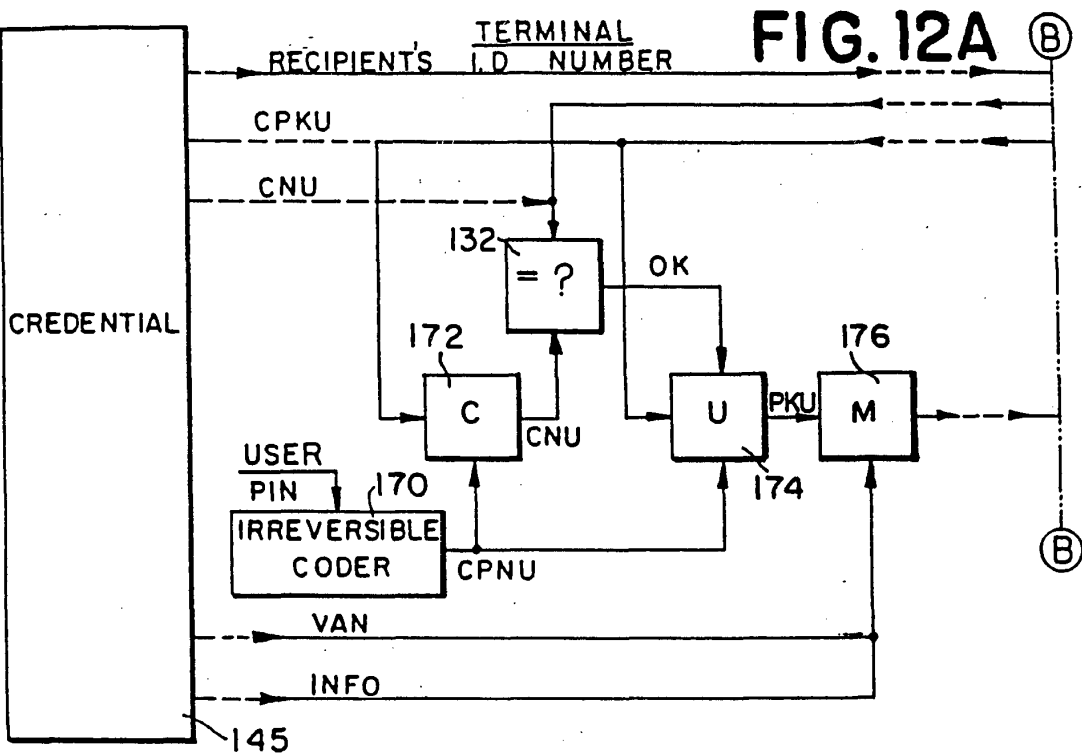 FIG. 12A
B
TERMINAL
RECIPIENT'S I.D NUMBER
CPKU
CNU
132
= ?
OK
CREDENTIAL
172
176
C
U
PKU
M
CNU
USER
PIN
170
174
IRREVERSIBLE
CODER
CPNU
B
VAN
INFO
145